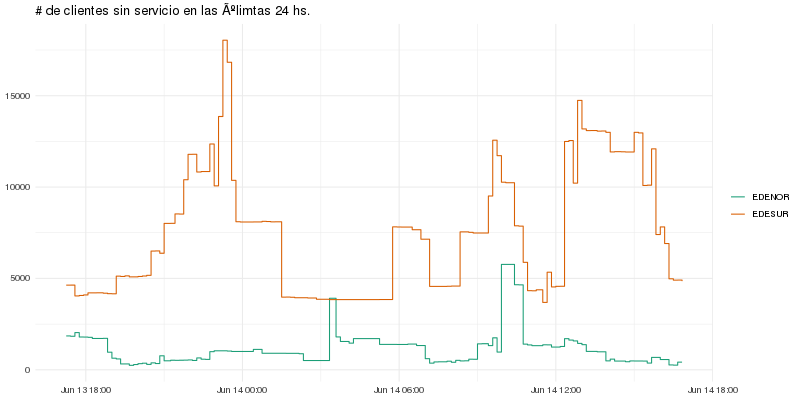 # de clientes sin servicio en las Ãºlimtas 24 hs.
15000
10000
5000
0
Jun 13 18:00
Jun 14 00:00
Jun 14 06:00
Jun 14 12:00
Jun 14 18:00
EDENOR
EDESUR